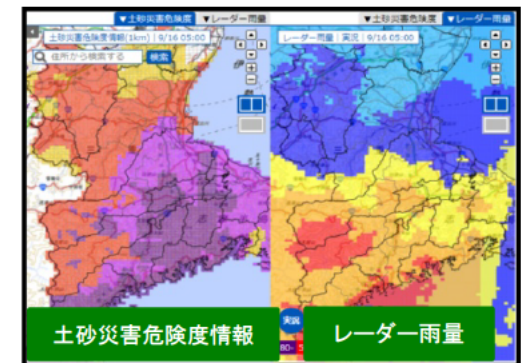 ▼土砂災害危険度 ▼レーダー雨量
▼土砂災害危険度 ▼レーダー雨量
土砂災害危険度情報(1km) | 9/16 05:00
レーダー雨量 | 実況 | 9/16 05:00
住所から検索する 検索
実況
80~
土砂災害危険度情報
レーダー雨量